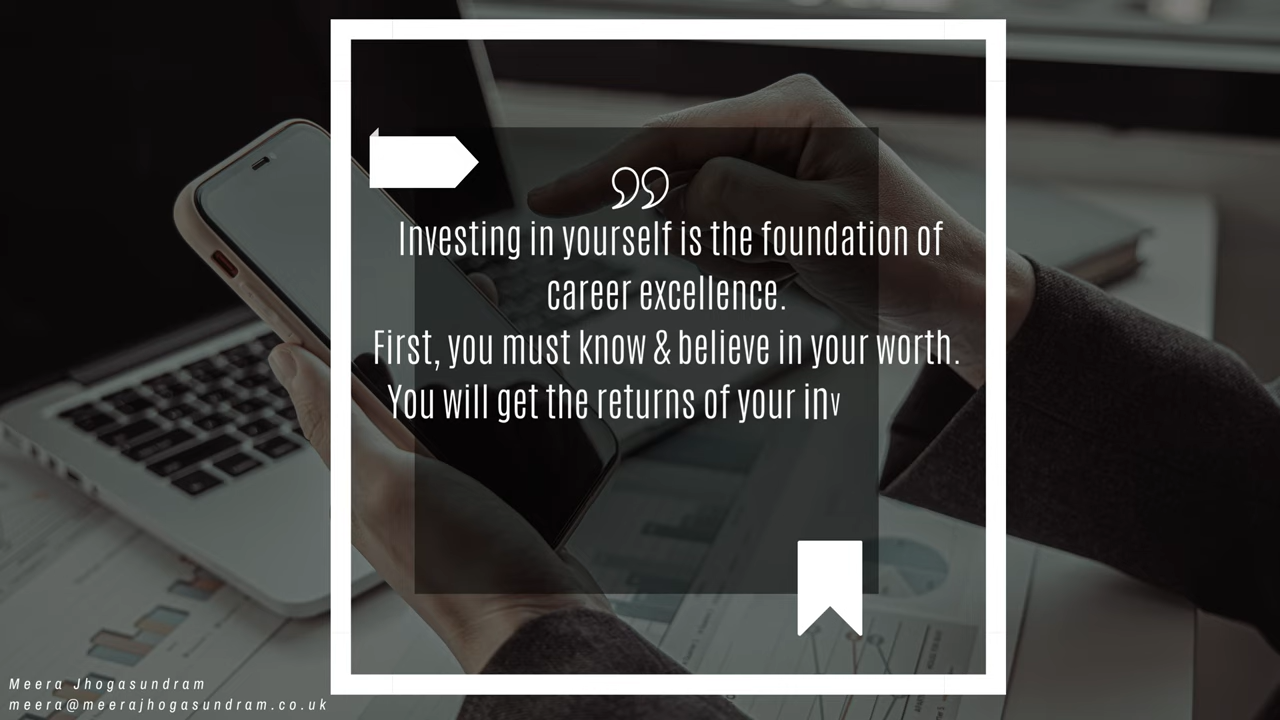 Investing in yourself is the foundation of
career excellence.
First, you must know & believe in your worth.
You will get the returns of your inv
Meera Jhogasundram
meera@meerajhogasundram.co.uk